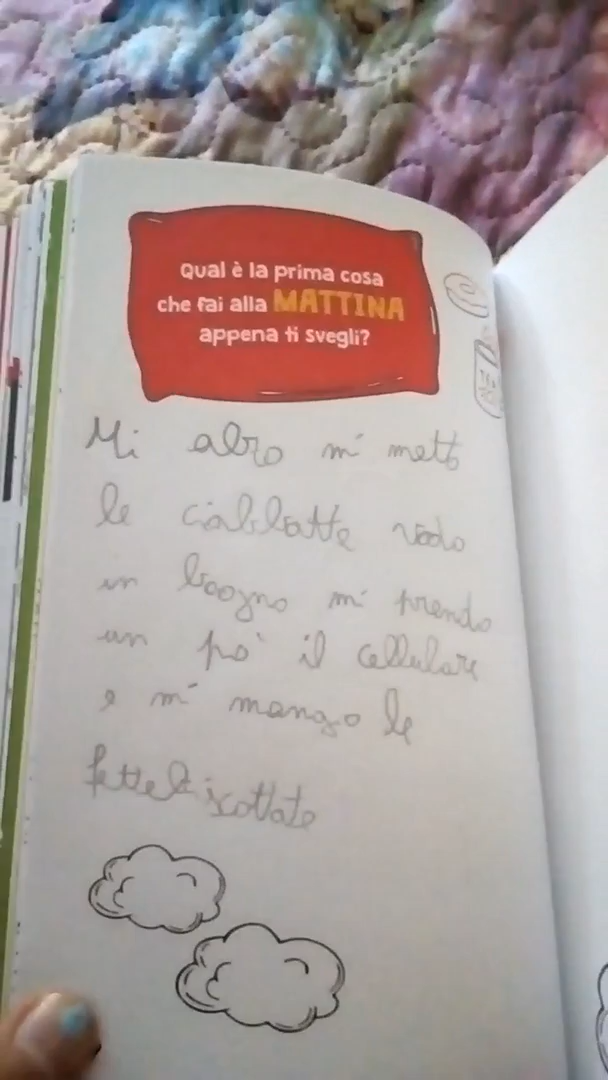 Qual è la prima cosa
che fai alla MATTINA
appena ti svegli?
Mi alzo mi metto
le ciabbatte vado
in bagno mi prendo
un po' il cellulare
e mi mangio le
fette biscottate